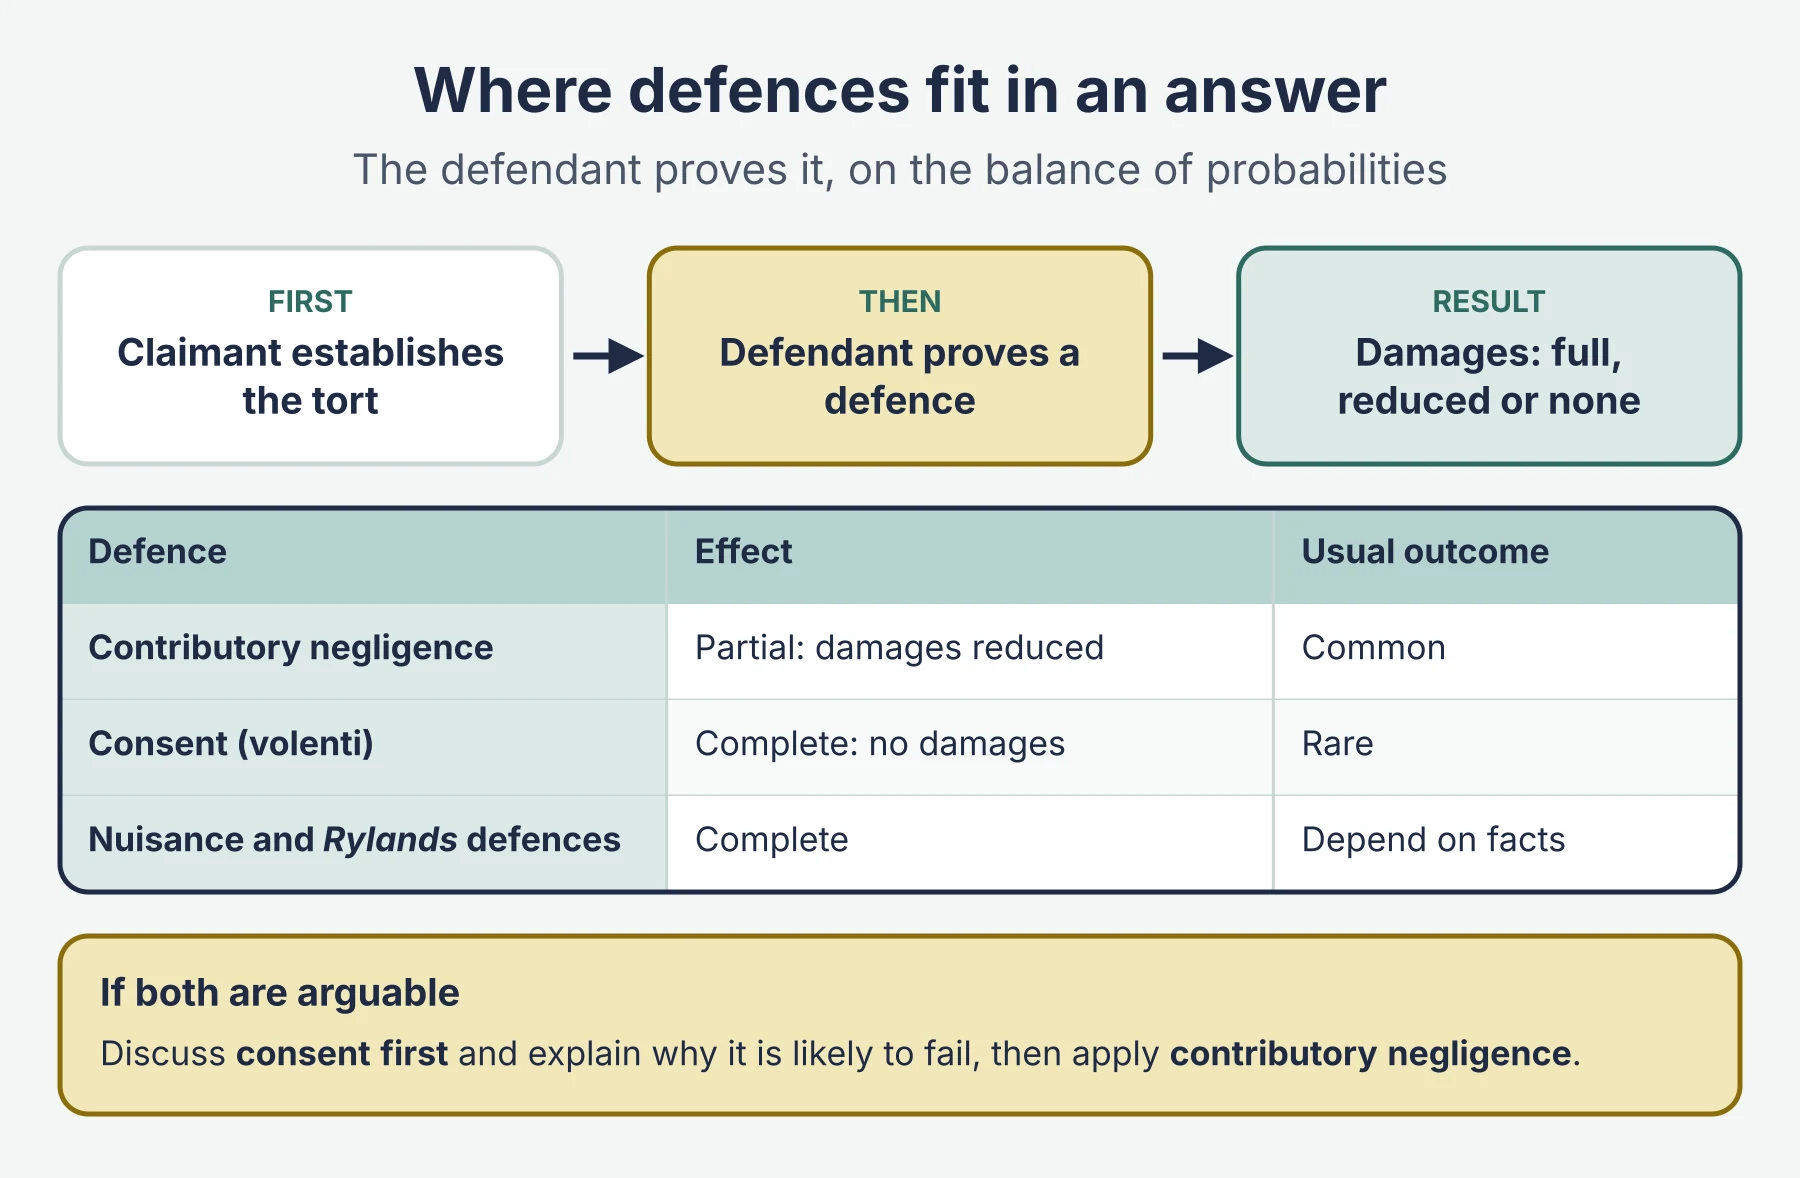 Where defences fit in an answer
The defendant proves it, on the balance of probabilities
FIRST
Claimant establishes
the tort
THEN
Defendant proves a
defence
RESULT
Damages: full,
reduced or none
Defence Effect Usual outcome
Contributory negligence Partial: damages reduced Common
Consent (volenti) Complete: no damages Rare
Nuisance and Rylands defences Complete Depend on facts
If both are arguable
Discuss consent first and explain why it is likely to fail, then apply contributory negligence.